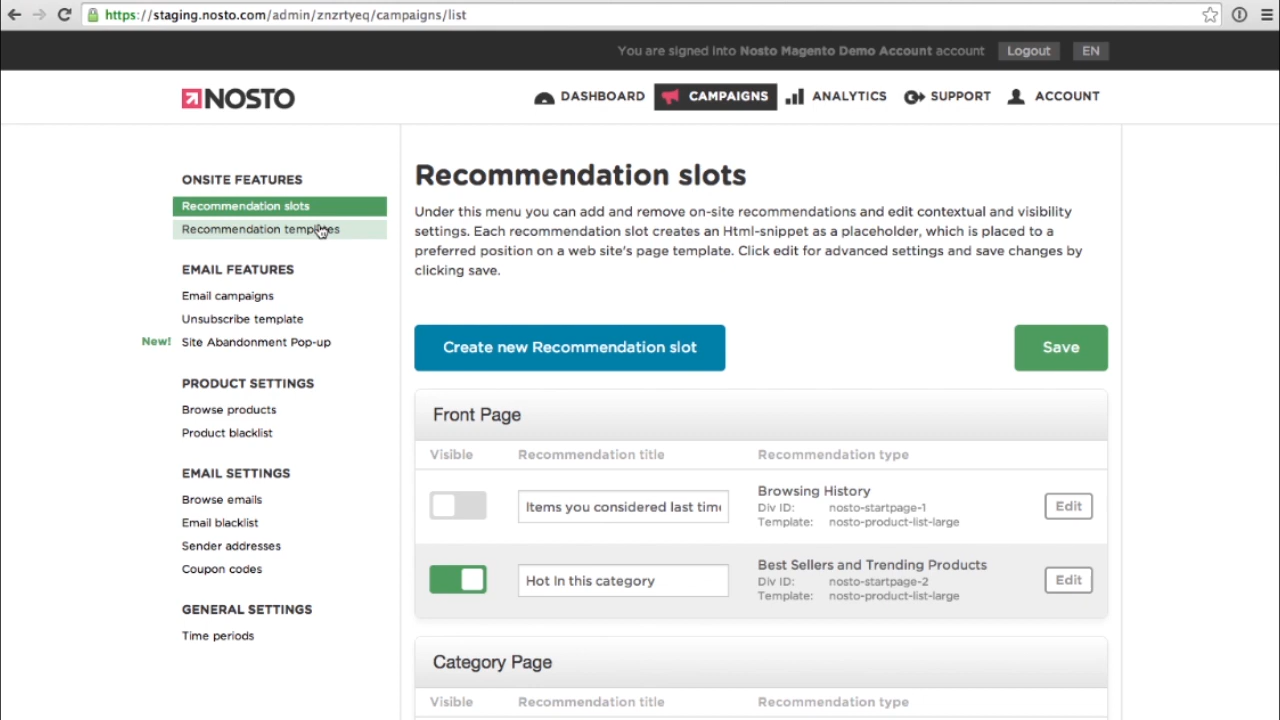 https://staging.nosto.com/admin/znzrtyeq/campaigns/list
You are signed into Nosto Magento Demo Account account
Logout
EN
NOSTO
DASHBOARD
CAMPAIGNS
ANALYTICS
SUPPORT
ACCOUNT
ONSITE FEATURES
Recommendation slots
Recommendation templates
EMAIL FEATURES
Email campaigns
Unsubscribe template
New! Site Abandonment Pop-up
PRODUCT SETTINGS
Browse products
Product blacklist
EMAIL SETTINGS
Browse emails
Email blacklist
Sender addresses
Coupon codes
GENERAL SETTINGS
Time periods
Recommendation slots
Under this menu you can add and remove on-site recommendations and edit contextual and visibility
settings. Each recommendation slot creates an Html-snippet as a placeholder, which is placed to a
preferred position on a web site's page template. Click edit for advanced settings and save changes by
clicking save.
Create new Recommendation slot
Save
Front Page
Visible Recommendation title Recommendation type
Items you considered last time
Browsing History
Div ID: nosto-startpage-1
Template: nosto-product-list-large
Edit
Hot In this category
Best Sellers and Trending Products
Div ID: nosto-startpage-2
Template: nosto-product-list-large
Edit
Category Page
Visible Recommendation title Recommendation type